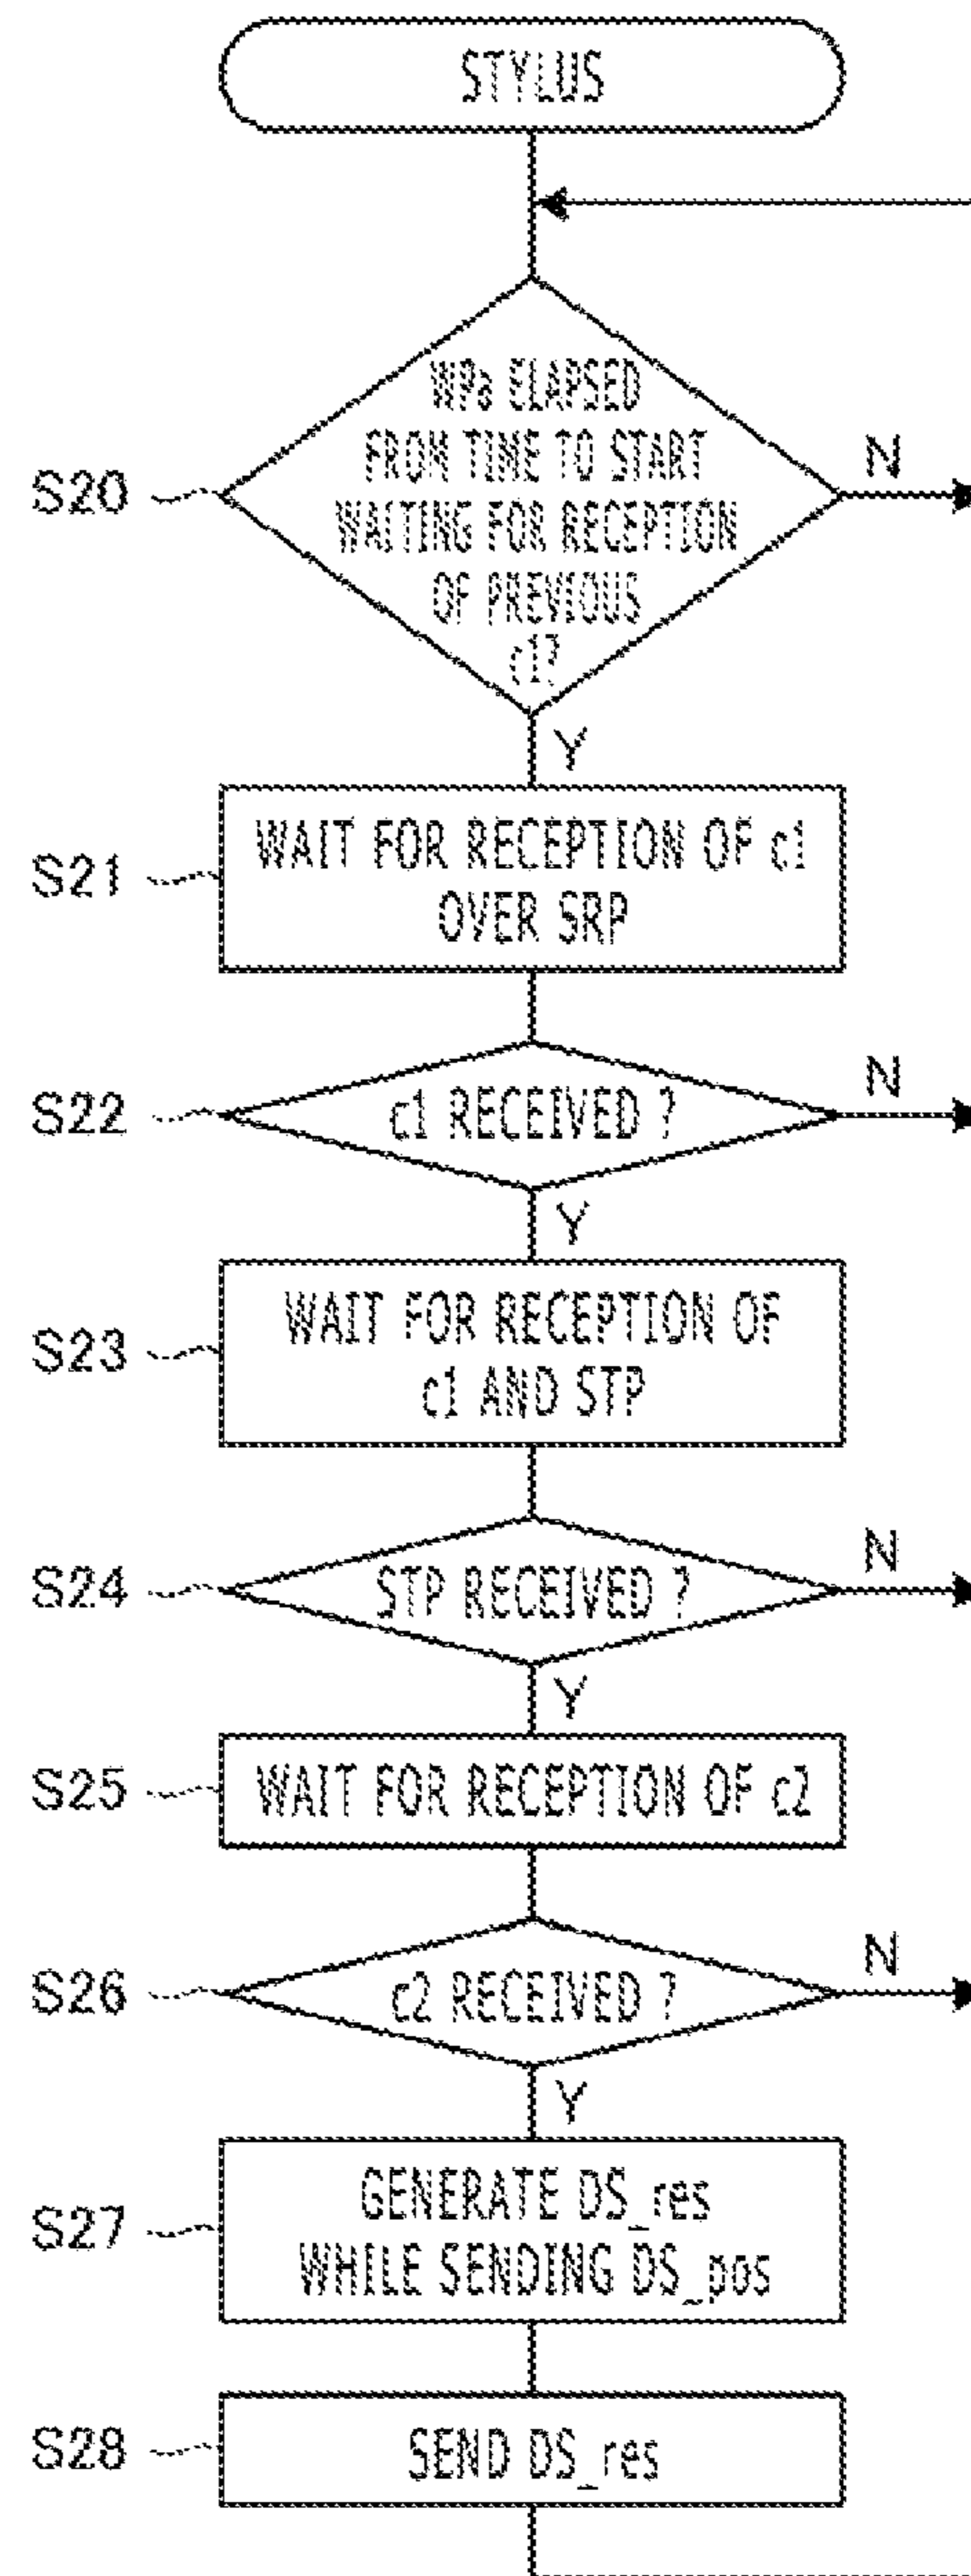 STYLUS
WPa ELAPSED
FROM TIME TO START
WAITING FOR RECEPTION
OF PREVIOUS
c1?
S20
N
Y
WAIT FOR RECEPTION OF c1
OVER SRP
S21
c1 RECEIVED ?
S22
N
Y
WAIT FOR RECEPTION OF
c1 AND STP
S23
STP RECEIVED ?
S24
N
Y
S25
WAIT FOR RECEPTION OF c2
S26
c2 RECEIVED ?
N
Y
GENERATE DS_res
WHILE SENDING DS_pos
S27
S28
SEND DS_res